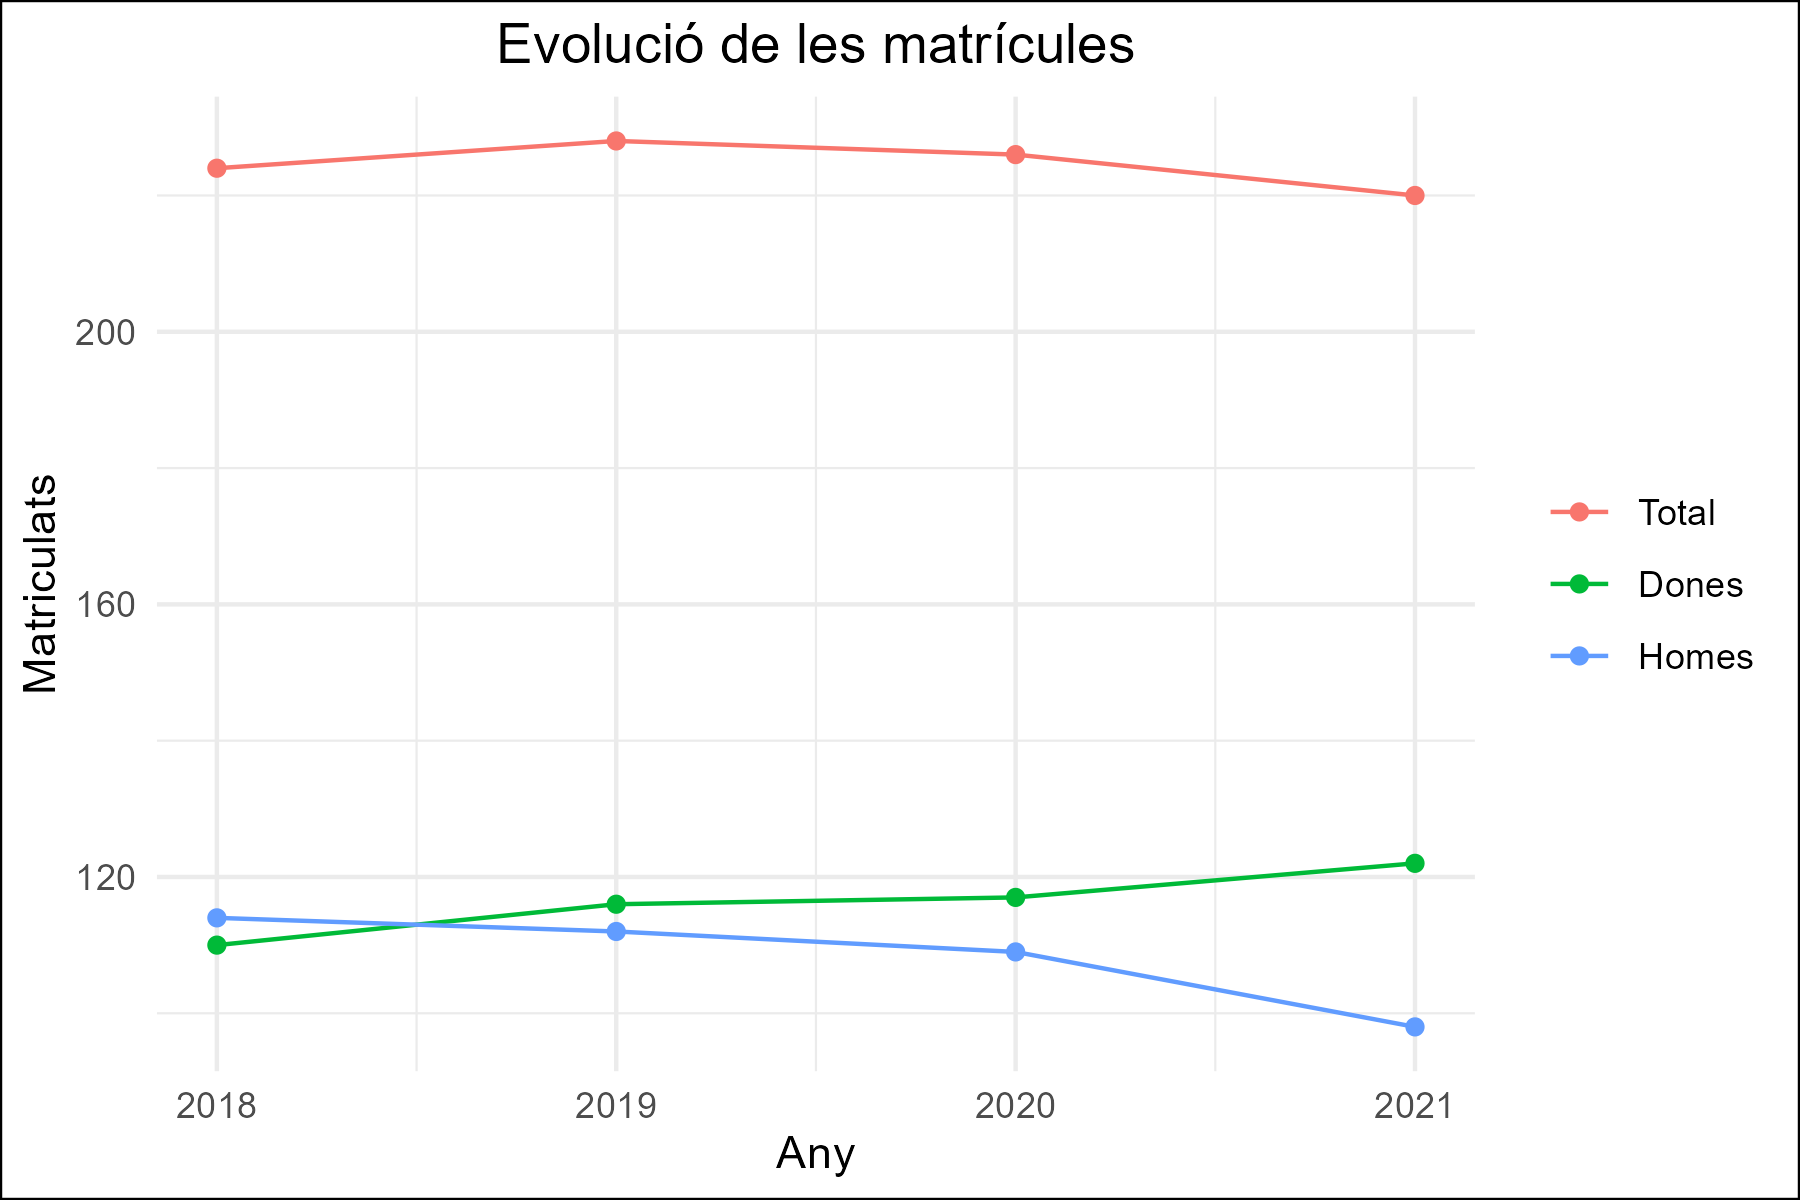 Evolució de les matrícules
Matriculats
200
160
120
2018
2019
2020
2021
Any
Total
Dones
Homes